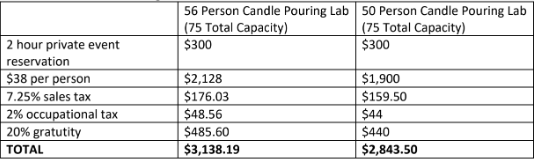 56 Person Candle Pouring Lab 50 Person Candle Pouring Lab
(75 Total Capacity) (75 Total Capacity)
2 hour private event $300 $300
reservation
$38 per person $2,128 $1,900
7.25% sales tax $176.03 $159.50
2% occupational tax $48.56 $44
20% gratutity $485.60 $440
TOTAL $3,138.19 $2,843.50